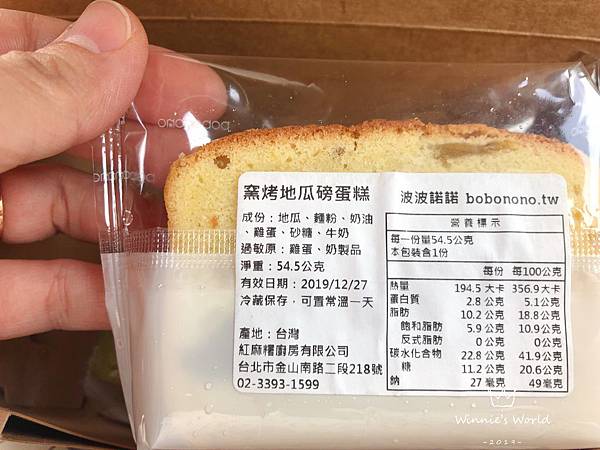 窯烤地瓜磅蛋糕
成份：地瓜、麵粉、奶油
、雞蛋、砂糖、牛奶
過敏原：雞蛋、奶製品
淨重：54.5公克
有效日期：2019/12/27
冷藏保存，可置常溫一天
產地：台灣
紅麻糬廚房有限公司
台北市金山南路二段218號
02-3393-1599
波波諾諾 bobonono.tw
營養標示
每一份量54.5公克
本包裝含1份
每份 每100公克
熱量 194.5 大卡 356.9大卡
蛋白質 2.8 公克 5.1公克
脂肪 10.2 公克 18.8公克
飽和脂肪 5.9 公克 10.9公克
反式脂肪 0 公克 0公克
碳水化合物 22.8 公克 41.9公克
糖 11.2 公克 20.6公克
鈉 27 毫克 49毫克
Winnie's World
-2019-